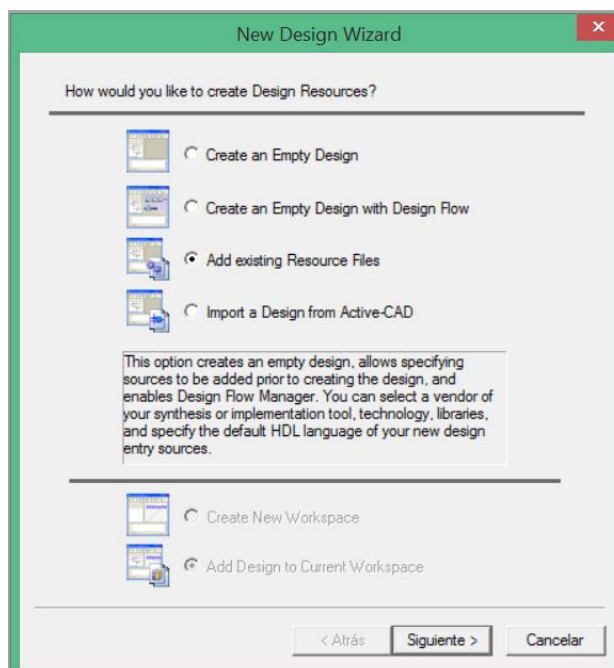 New Design Wizard
How would you like to create Design Resources?
Create an Empty Design
Create an Empty Design with Design Flow
Add existing Resource Files
Import a Design from Active-CAD
This option creates an empty design, allows specifying
sources to be added prior to creating the design, and
enables Design Flow Manager. You can select a vendor of
your synthesis or implementation tool, technology, libraries,
and specify the default HDL language of your new design
entry sources.
Create New Workspace
Add Design to Current Workspace
< Atrás Siguiente > Cancelar